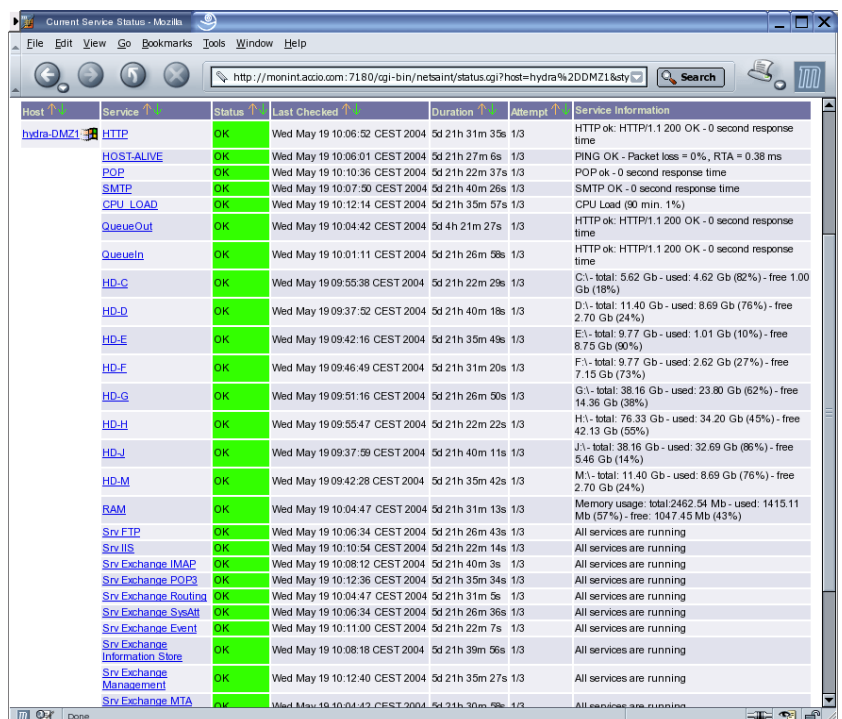 Current Service Status - Mozilla
File Edit View Go Bookmarks Tools Window Help
http://monint.accio.com:7180/cgi-bin/netsaint/status.cgi?host=hydra%2DDMZ1&sty Search
Host Service Status Last Checked Duration Attempt Service Information
hydra-DMZ1 HTTP OK Wed May 19 10:06:52 CEST 2004 5d 21h 31m 35s 1/3 HTTP ok: HTTP/1.1 200 OK - 0 second response
time
HOST-ALIVE OK Wed May 19 10:06:01 CEST 2004 5d 21h 27m 6s 1/3 PING OK - Packet loss = 0%, RTA = 0.38 ms
POP OK Wed May 19 10:10:36 CEST 2004 5d 21h 22m 37s 1/3 POP ok - 0 second response time
SMTP OK Wed May 19 10:07:50 CEST 2004 5d 21h 40m 26s 1/3 SMTP OK - 0 second response time
CPU_LOAD OK Wed May 19 10:12:14 CEST 2004 5d 21h 35m 57s 1/3 CPU Load (90 min. 1%)
QueueOut OK Wed May 19 10:04:42 CEST 2004 5d 4h 21m 27s 1/3 HTTP ok: HTTP/1.1 200 OK - 0 second response
time
QueueIn OK Wed May 19 10:01:11 CEST 2004 5d 21h 26m 58s 1/3 HTTP ok: HTTP/1.1 200 OK - 0 second response
time
HD-C OK Wed May 19 09:55:38 CEST 2004 5d 21h 22m 29s 1/3 C:\ - total: 5.62 Gb - used: 4.62 Gb (82%) - free 1.00
Gb (18%)
HD-D OK Wed May 19 09:37:52 CEST 2004 5d 21h 40m 18s 1/3 D:\ - total: 11.40 Gb - used: 8.69 Gb (76%) - free
2.70 Gb (24%)
HD-E OK Wed May 19 09:42:16 CEST 2004 5d 21h 35m 49s 1/3 E:\ - total: 9.77 Gb - used: 1.01 Gb (10%) - free
8.75 Gb (90%)
HD-F OK Wed May 19 09:46:49 CEST 2004 5d 21h 31m 20s 1/3 F:\ - total: 9.77 Gb - used: 2.62 Gb (27%) - free
7.15 Gb (73%)
HD-G OK Wed May 19 09:51:16 CEST 2004 5d 21h 26m 50s 1/3 G:\ - total: 38.16 Gb - used: 23.80 Gb (62%) - free
14.36 Gb (38%)
HD-H OK Wed May 19 09:55:47 CEST 2004 5d 21h 22m 22s 1/3 H:\ - total: 76.33 Gb - used: 34.20 Gb (45%) - free
42.13 Gb (55%)
HD-J OK Wed May 19 09:37:59 CEST 2004 5d 21h 40m 11s 1/3 J:\ - total: 38.16 Gb - used: 32.69 Gb (86%) - free
5.46 Gb (14%)
HD-M OK Wed May 19 09:42:28 CEST 2004 5d 21h 35m 42s 1/3 M:\ - total: 11.40 Gb - used: 8.69 Gb (76%) - free
2.70 Gb (24%)
RAM OK Wed May 19 10:04:47 CEST 2004 5d 21h 31m 13s 1/3 Memory usage: total:2462.54 Mb - used: 1415.11
Mb (57%) - free: 1047.45 Mb (43%)
Srv FTP OK Wed May 19 10:06:34 CEST 2004 5d 21h 26m 43s 1/3 All services are running
Srv IIS OK Wed May 19 10:10:54 CEST 2004 5d 21h 22m 14s 1/3 All services are running
Srv Exchange IMAP OK Wed May 19 10:08:12 CEST 2004 5d 21h 40m 3s 1/3 All services are running
Srv Exchange POP3 OK Wed May 19 10:12:36 CEST 2004 5d 21h 35m 34s 1/3 All services are running
Srv Exchange Routing OK Wed May 19 10:04:47 CEST 2004 5d 21h 31m 5s 1/3 All services are running
Srv Exchange SysAtt OK Wed May 19 10:06:34 CEST 2004 5d 21h 26m 36s 1/3 All services are running
Srv Exchange Event OK Wed May 19 10:11:00 CEST 2004 5d 21h 22m 7s 1/3 All services are running
Srv Exchange
Information Store OK Wed May 19 10:08:18 CEST 2004 5d 21h 39m 56s 1/3 All services are running
Srv Exchange
Management OK Wed May 19 10:12:40 CEST 2004 5d 21h 35m 27s 1/3 All services are running
Srv Exchange MTA OK Wed May 19 10:04:42 CEST 2004 5d 21h 30m 58s 1/3 All services are running
Done